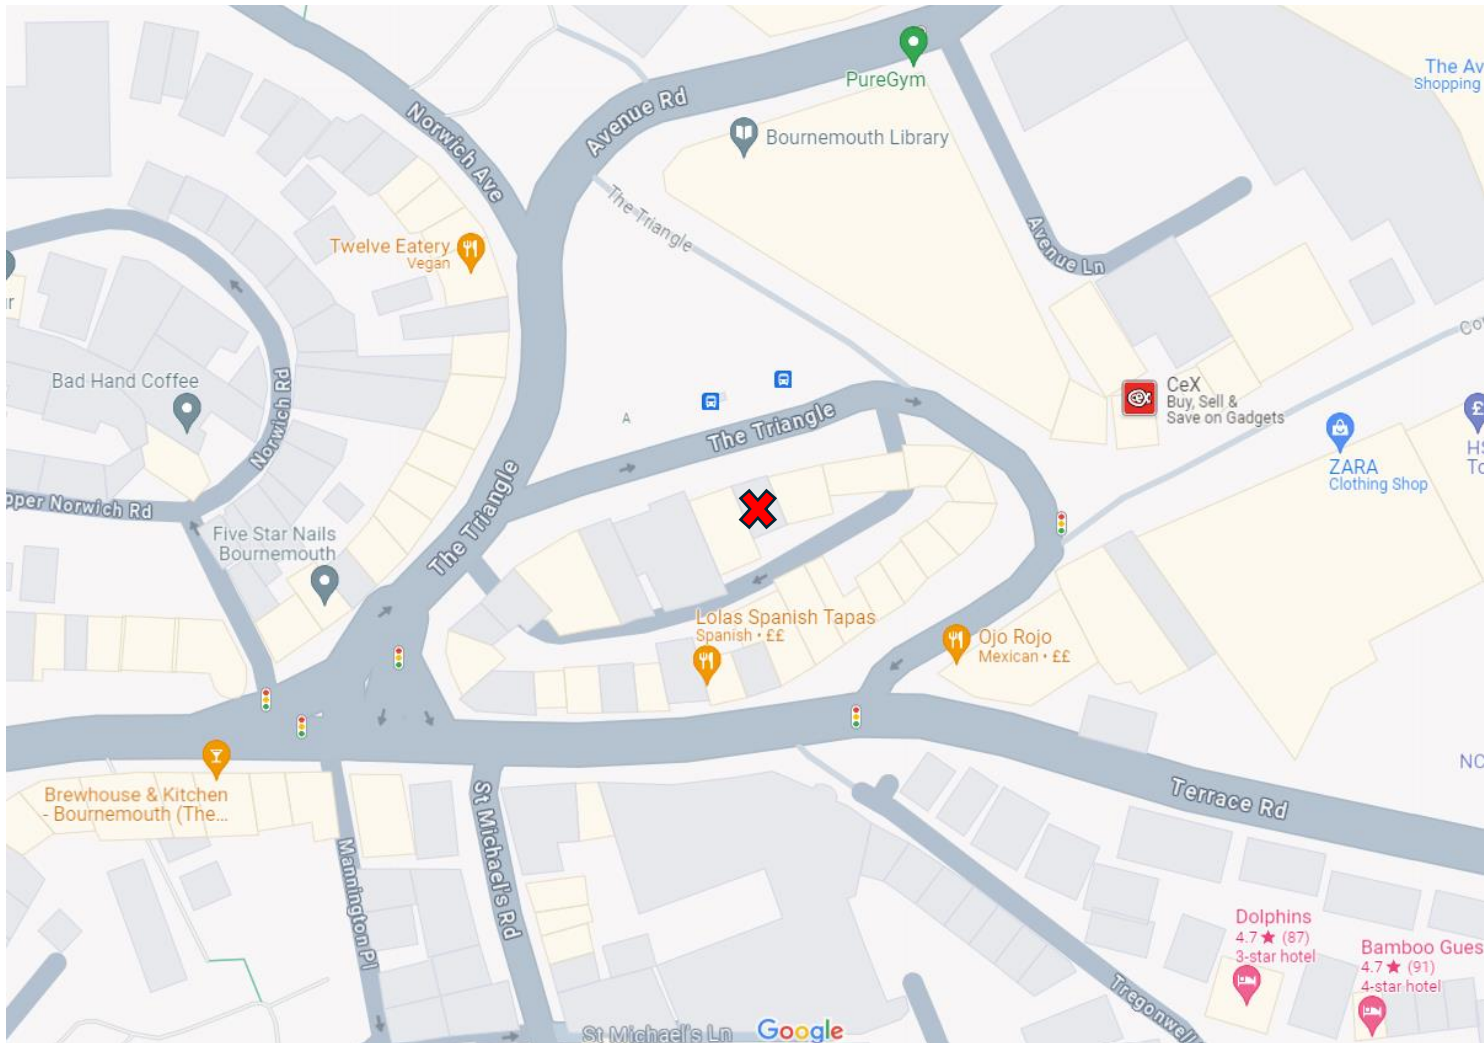 The Av
Shopping
PureGym
Avenue Rd
Norwich Ave
Bournemouth Library
The Triangle
Twelve Eatery
Vegan
Avenue Ln
Bad Hand Coffee
Norwich Rd
CeX
Buy, Sell &
Save on Gadgets
The Triangle
ZARA
Clothing Shop
pper Norwich Rd
The Triangle
Five Star Nails
Bournemouth
Lolas Spanish Tapas
Spanish • ££
Ojo Rojo
Mexican • ££
Brewhouse & Kitchen
- Bournemouth (The...
Terrace Rd
St Michael's Rd
Mannington Pl
Dolphins
4.7 ★ (87)
3-star hotel
Bamboo Gues
4.7 ★ (91)
4-star hotel
Tregonwell
St Michael's Ln
Google